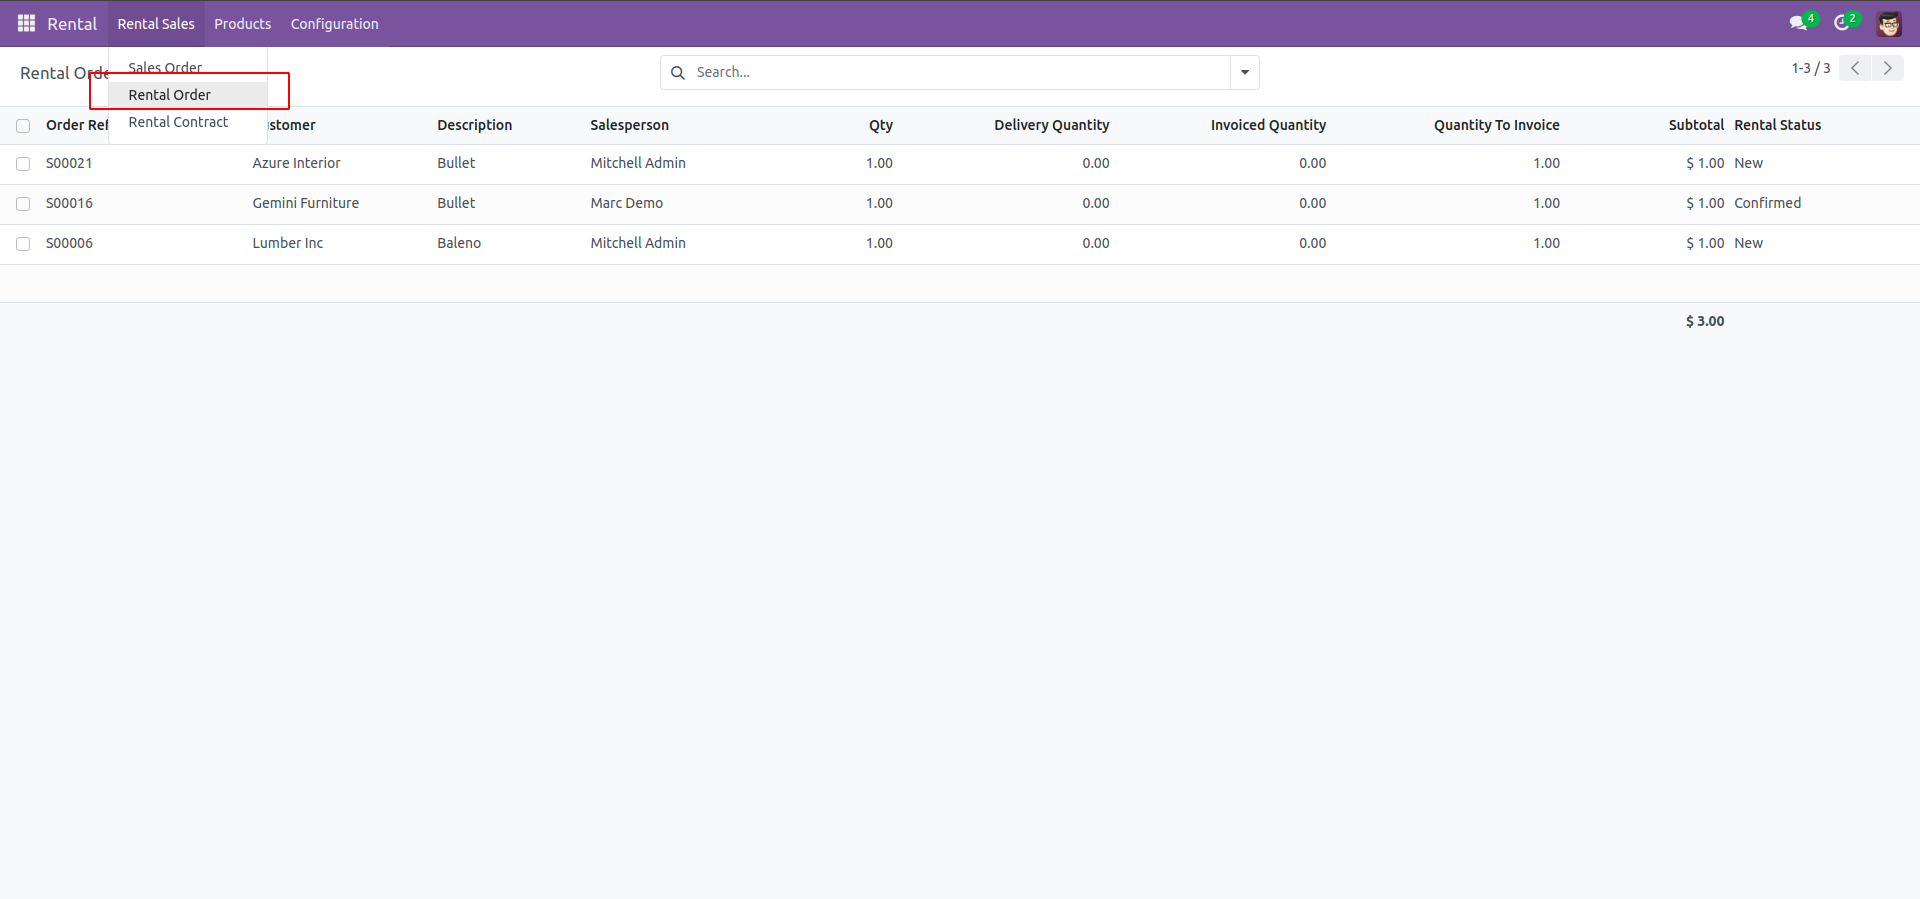 Rental Rental Sales Products Configuration 4 2
Sales Order
Rental Orde Search... 1-3 / 3
Rental Order
Rental Contract
Order Ref stomer Description Salesperson Qty Delivery Quantity Invoiced Quantity Quantity To Invoice Subtotal Rental Status
S00021 Azure Interior Bullet Mitchell Admin 1.00 0.00 0.00 1.00 $ 1.00 New
S00016 Gemini Furniture Bullet Marc Demo 1.00 0.00 0.00 1.00 $ 1.00 Confirmed
S00006 Lumber Inc Baleno Mitchell Admin 1.00 0.00 0.00 1.00 $ 1.00 New
$ 3.00